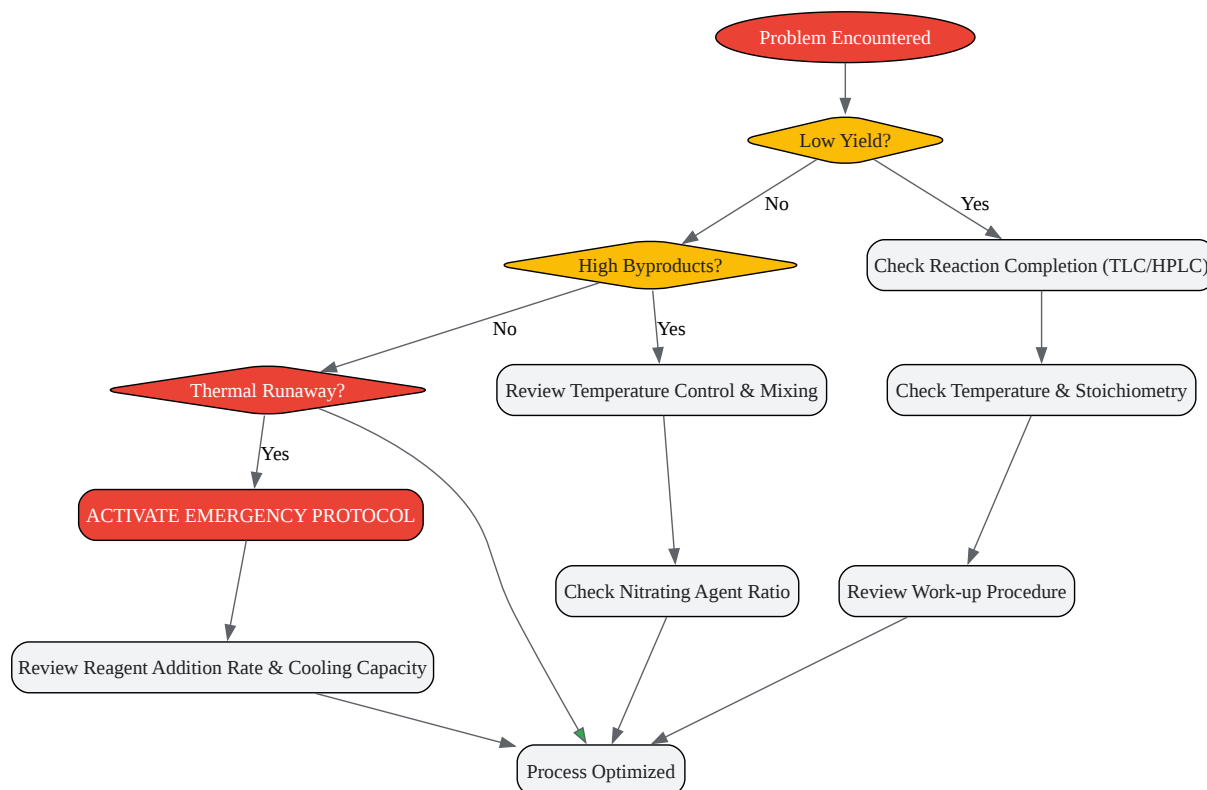 Problem Encountered
Low Yield?
No
Yes
High Byproducts?
Check Reaction Completion (TLC/HPLC)
No
Yes
Thermal Runaway?
Review Temperature Control & Mixing
Check Temperature & Stoichiometry
Yes
ACTIVATE EMERGENCY PROTOCOL
Check Nitrating Agent Ratio
Review Work-up Procedure
Review Reagent Addition Rate & Cooling Capacity
Process Optimized